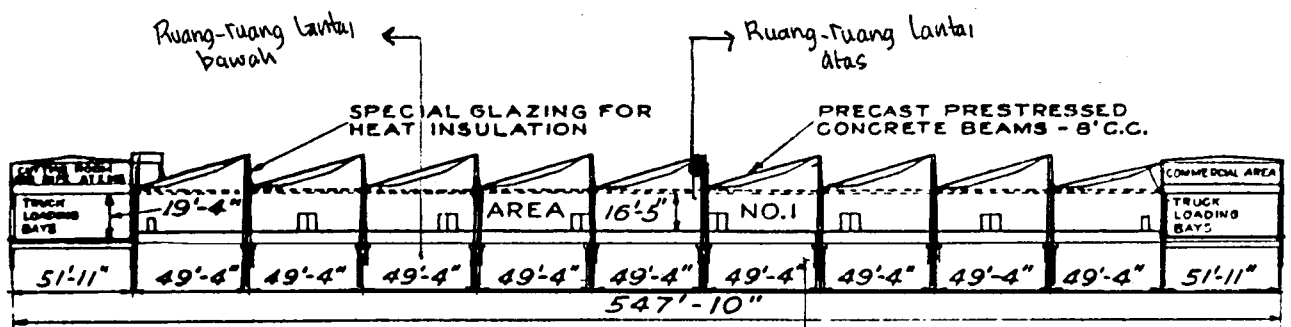 Ruang-ruang lantai
bawah
Ruang-ruang lantai
atas
SPECIAL GLAZING FOR
HEAT INSULATION
PRECAST PRESTRESSED
CONCRETE BEAMS - 8' C.C.
CUTTING ROOM
COMMERCIAL AREA
TRUCK
LOADING
BAYS
19'-4"
AREA
16'-5"
NO.1
TRUCK
LOADING
BAYS
51'-11"
49'-4"
49'-4"
49'-4"
49'-4"
49'-4"
49'-4"
49'-4"
49'-4"
49'-4"
51'-11"
547'-10"